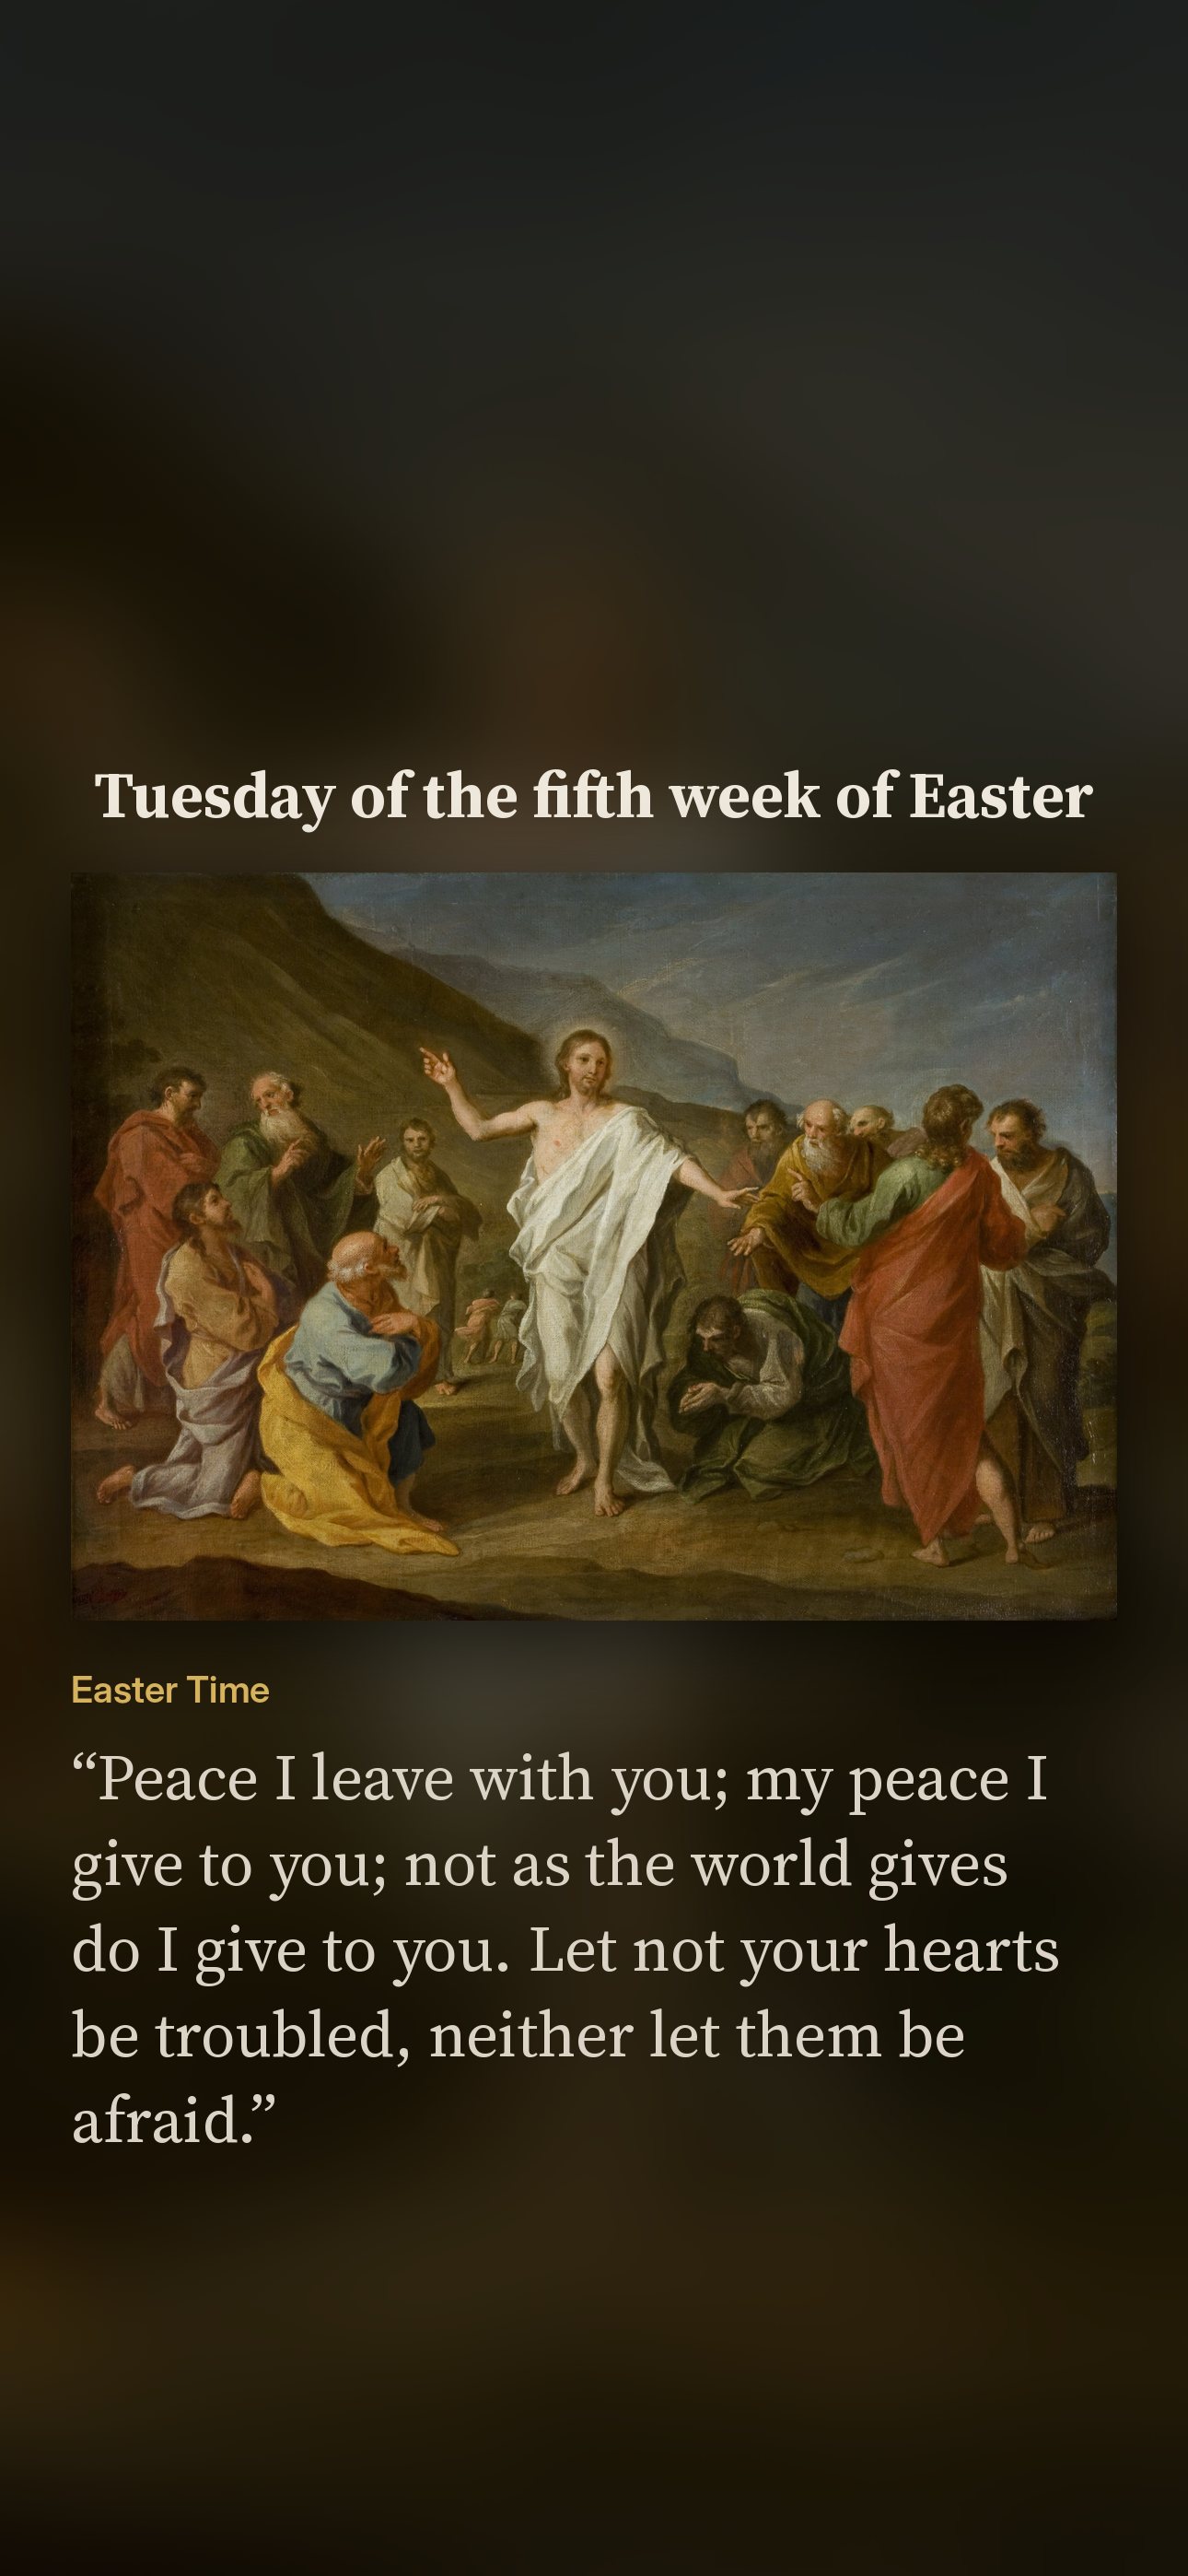 Tuesday of the fifth week of Easter
Easter Time
“Peace I leave with you; my peace I
give to you; not as the world gives
do I give to you. Let not your hearts
be troubled, neither let them be
afraid.”